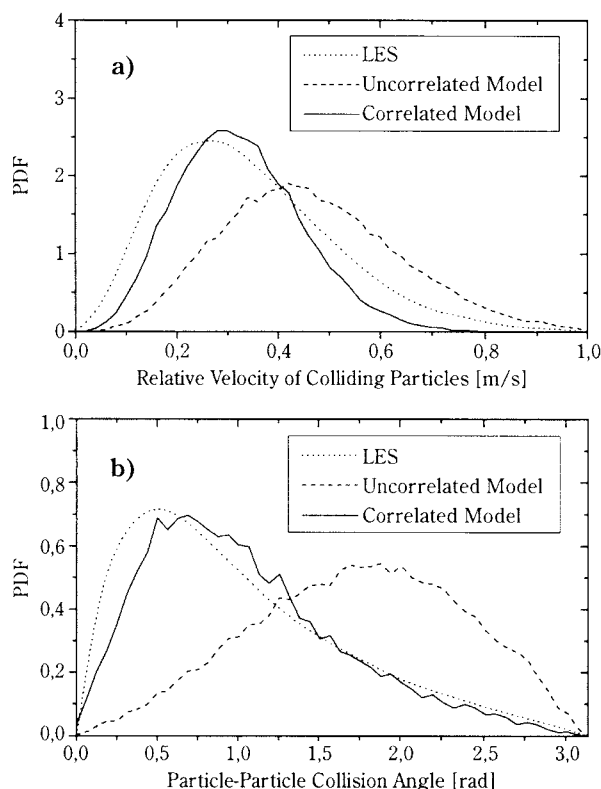 4
a)
LES
Uncorrelated Model
Correlated Model
3
PDF
2
1
0
0,0 0,2 0,4 0,6 0,8 1,0
Relative Velocity of Colliding Particles [m/s]
1,0
b)
LES
Uncorrelated Model
Correlated Model
0,8
PDF
0,6
0,4
0,2
0,0
0,0 0,5 1,0 1,5 2,0 2,5 3,0
Particle-Particle Collision Angle [rad]